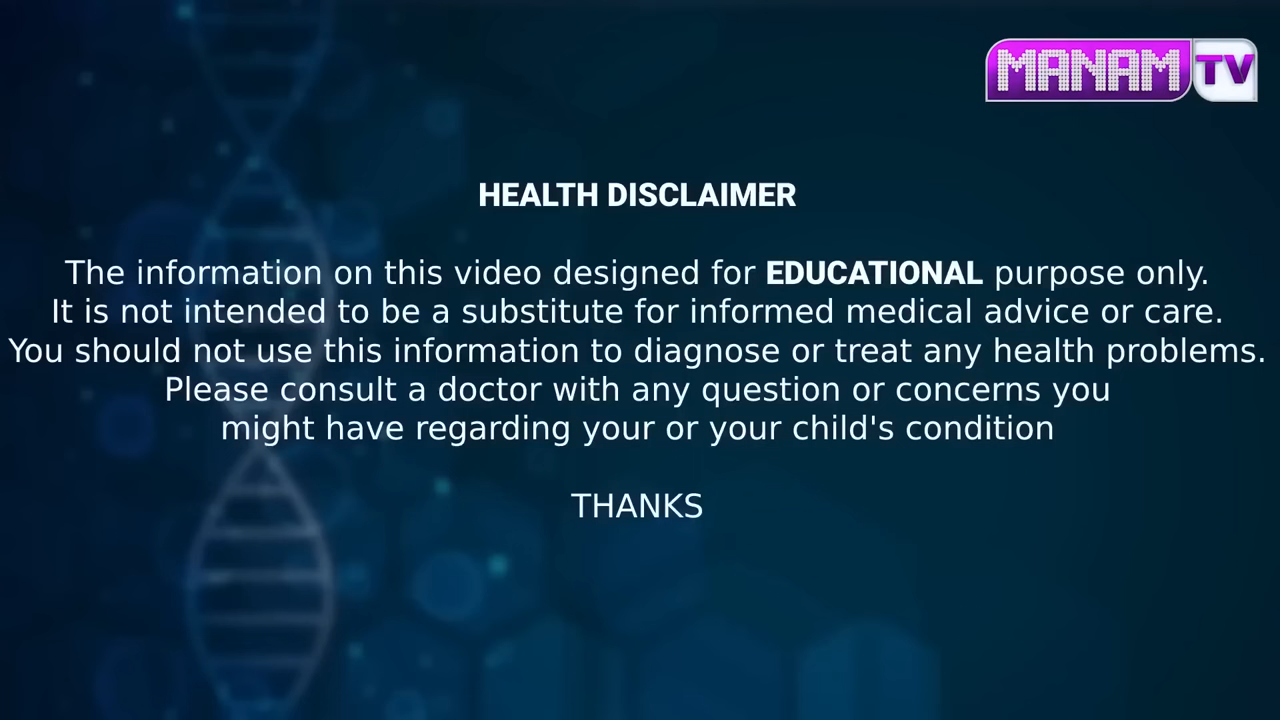 MANAM TV
HEALTH DISCLAIMER
The information on this video designed for EDUCATIONAL purpose only.
It is not intended to be a substitute for informed medical advice or care.
You should not use this information to diagnose or treat any health problems.
Please consult a doctor with any question or concerns you
might have regarding your or your child's condition
THANKS